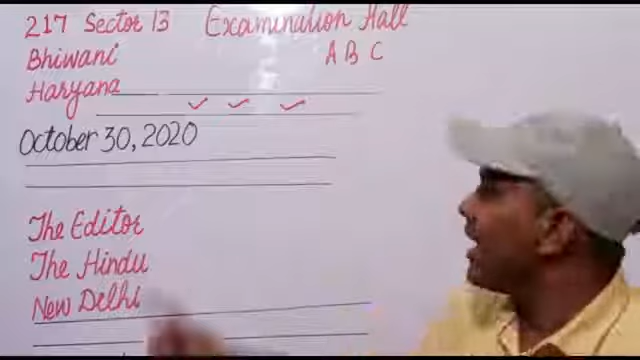 217 Sector 13 Examination Hall
Bhiwani A B C
Haryana
October 30, 2020
The Editor
The Hindu
New Delhi